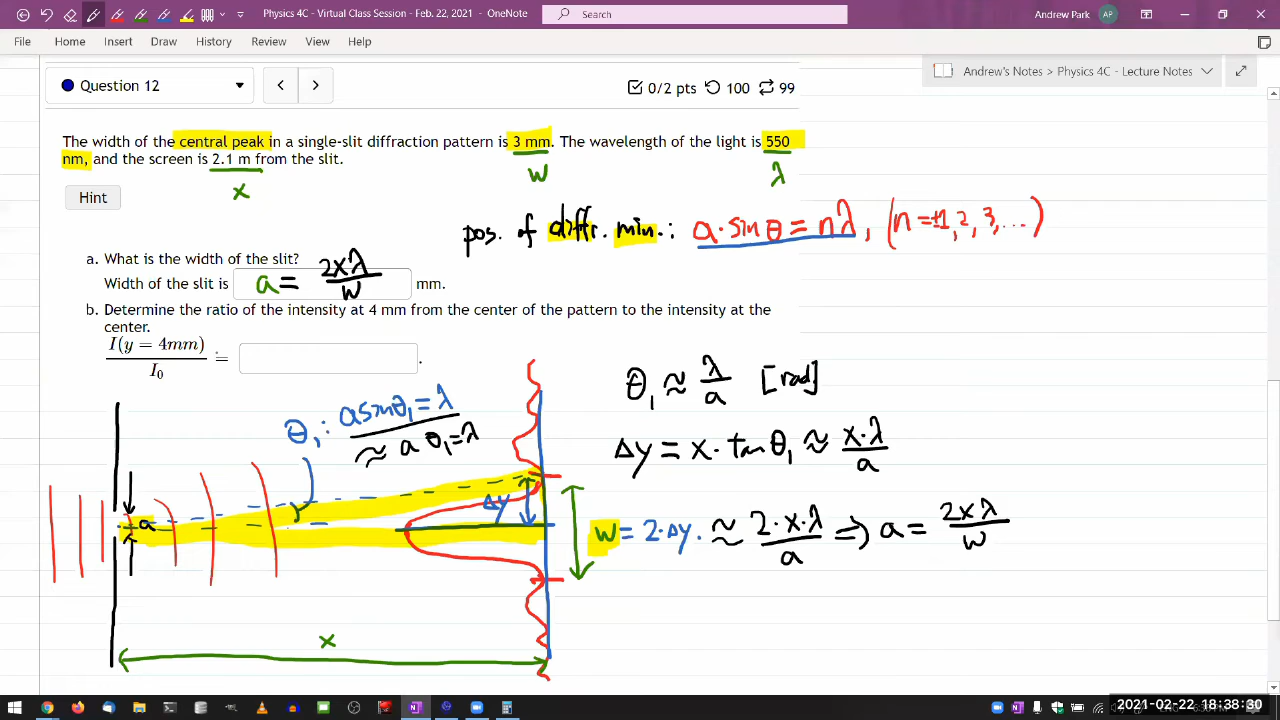 Physics 4C - Virtual Class Session - Feb. 22, 2021 - OneNote
Search
Andrew Park
AP
File Home Insert Draw History Review View Help
Question 12
0/2 pts 100 99
Andrew's Notes > Physics 4C - Lecture Notes
The width of the central peak in a single-slit diffraction pattern is 3 mm. The wavelength of the light is 550
nm, and the screen is 2.1 m from the slit.
x
w
λ
Hint
pos. of diffr. min.: a·sinθ = nλ, (n = ±1, 2, 3, ...)
a. What is the width of the slit?
Width of the slit is a = 2xλ/w mm.
b. Determine the ratio of the intensity at 4 mm from the center of the pattern to the intensity at the
center.
I(y = 4mm)/I₀ = .
θ₁ : a sinθ₁ = λ
≈ a θ₁ = λ
θ₁ ≈ λ/a [rad]
Δy = x · tanθ₁ ≈ x·λ/a
a
Δy
w = 2·Δy. ≈ 2·x·λ/a ⇒ a = 2xλ/w
x
2021-02-22 18:38:30